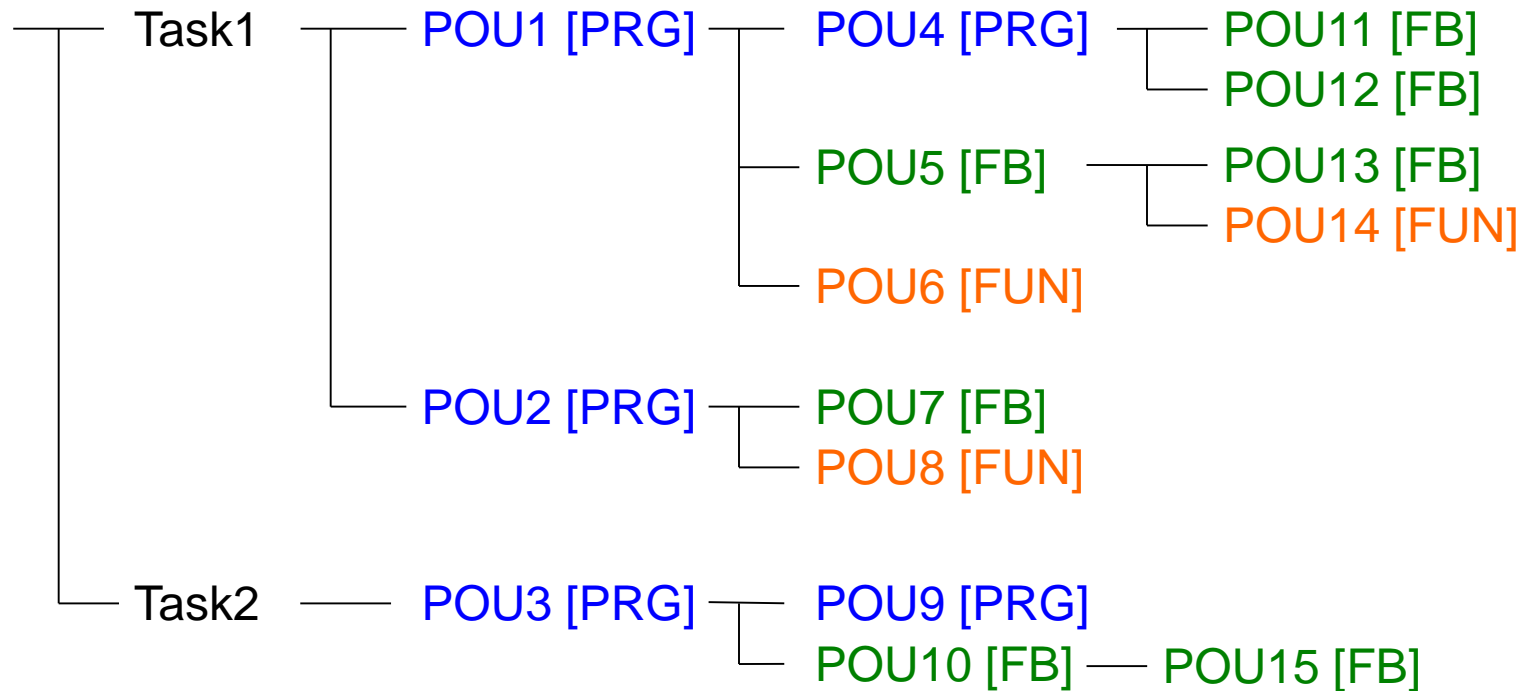 Task1 POU1 [PRG] POU4 [PRG] POU11 [FB]
POU12 [FB]
POU5 [FB] POU13 [FB]
POU14 [FUN]
POU6 [FUN]
POU2 [PRG] POU7 [FB]
POU8 [FUN]
Task2 POU3 [PRG] POU9 [PRG]
POU10 [FB] POU15 [FB]